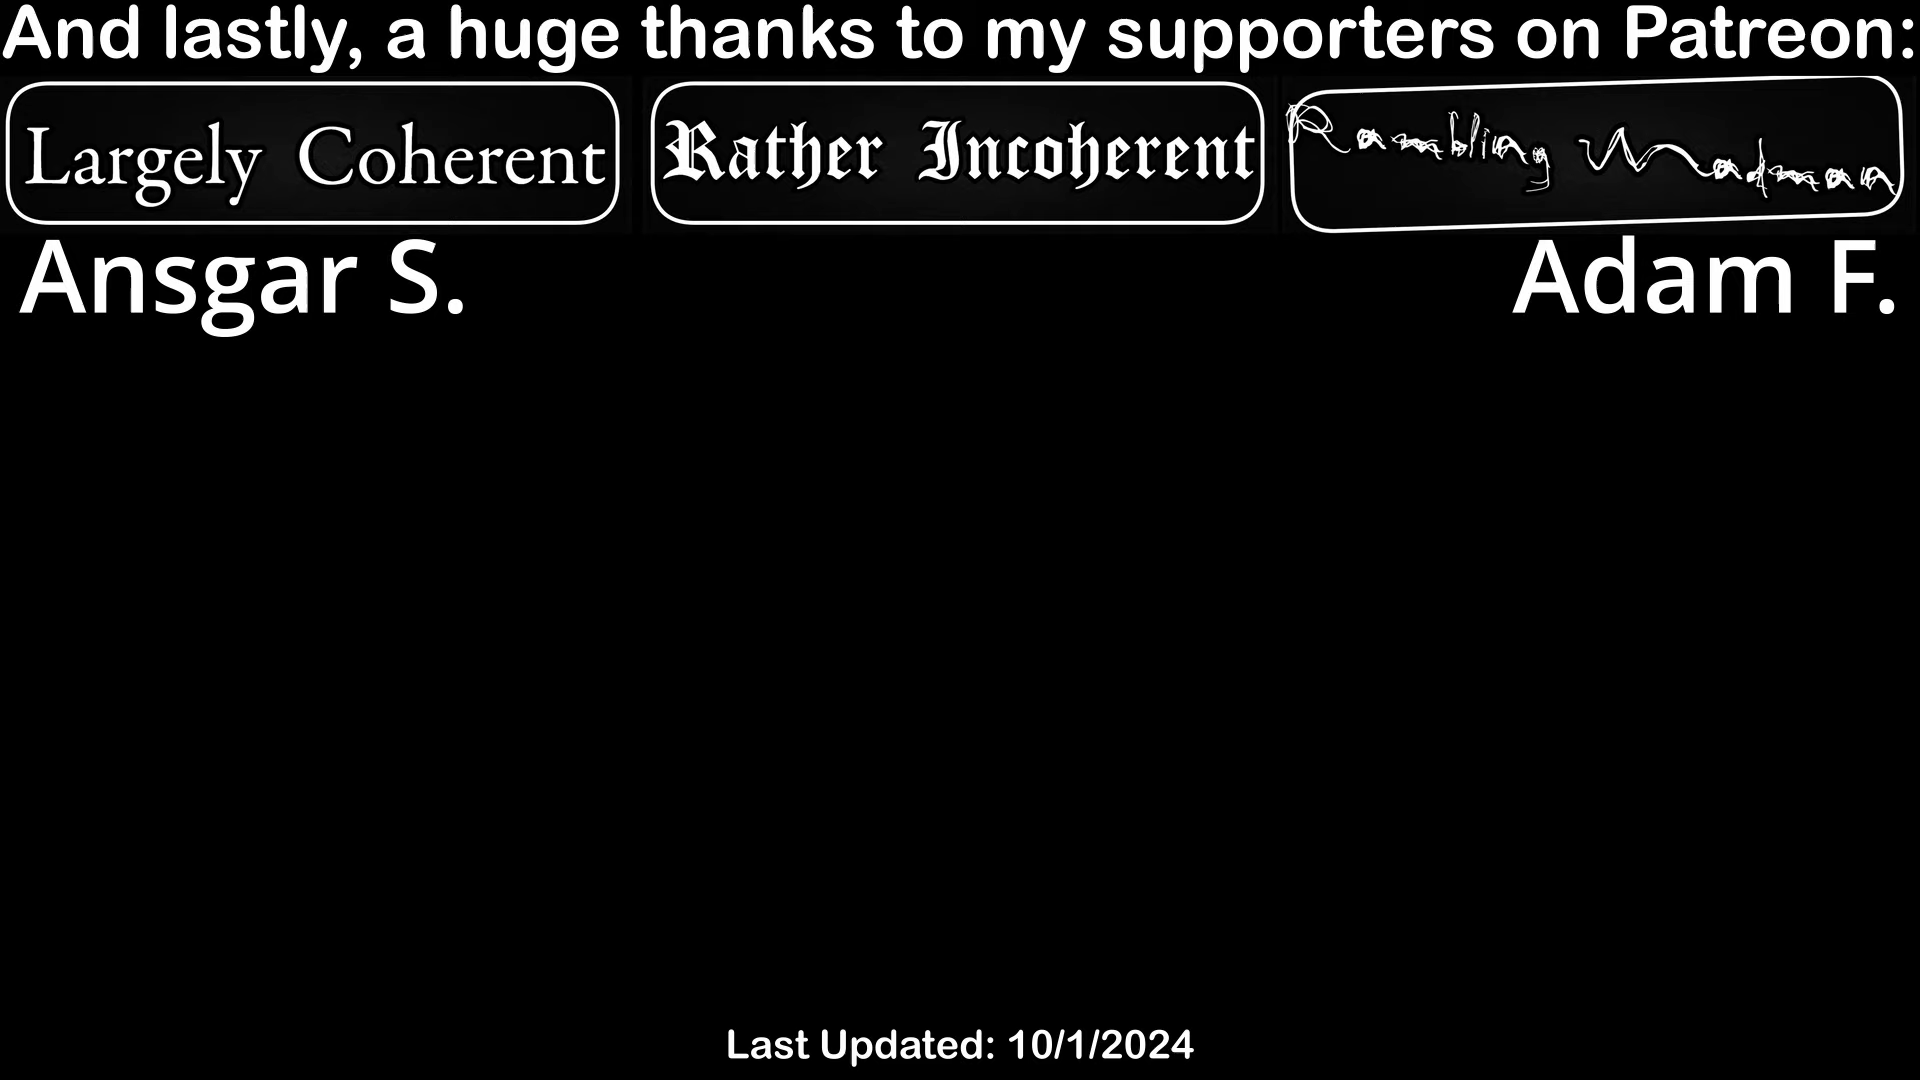 And lastly, a huge thanks to my supporters on Patreon:
Largely Coherent Rather Incoherent Rambling Madman
Ansgar S. Adam F.
Last Updated: 10/1/2024